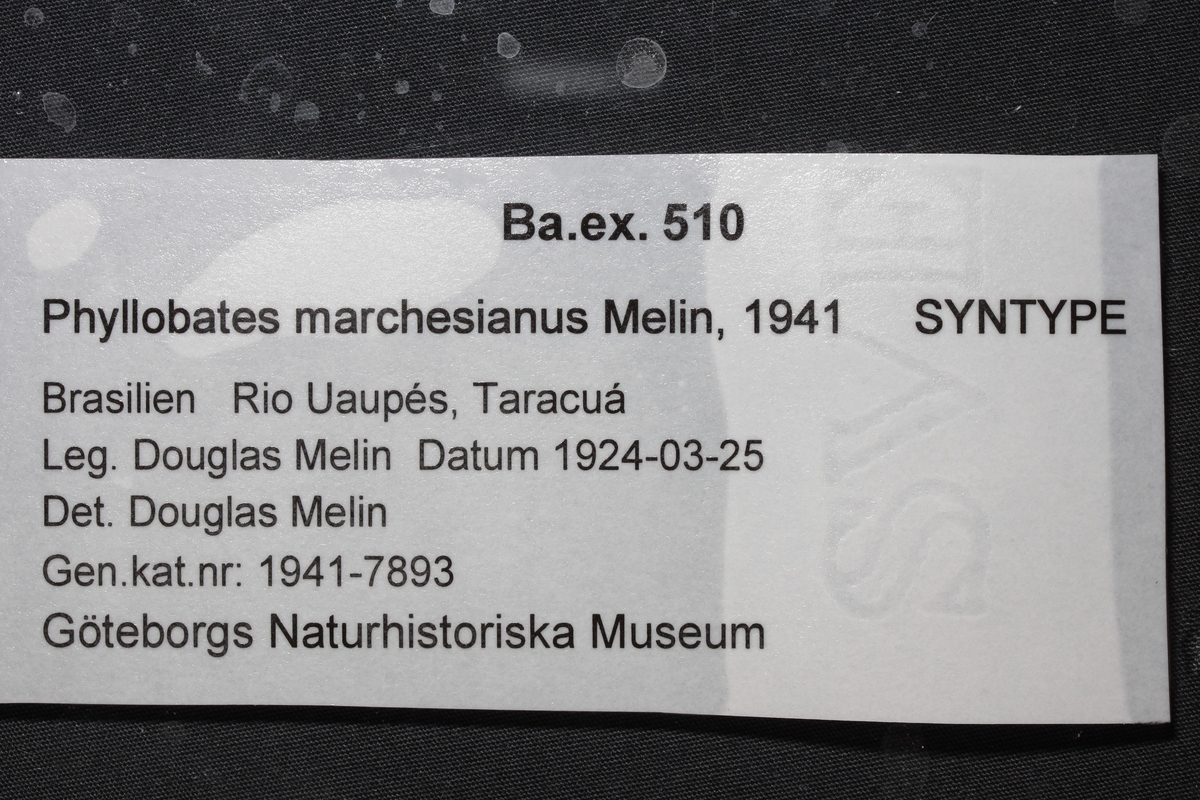 Ba.ex. 510
Phyllobates marchesianus Melin, 1941 SYNTYPE
Brasilien Rio Uaupés, Taracuá
Leg. Douglas Melin Datum 1924-03-25
Det. Douglas Melin
Gen.kat.nr: 1941-7893
Göteborgs Naturhistoriska Museum